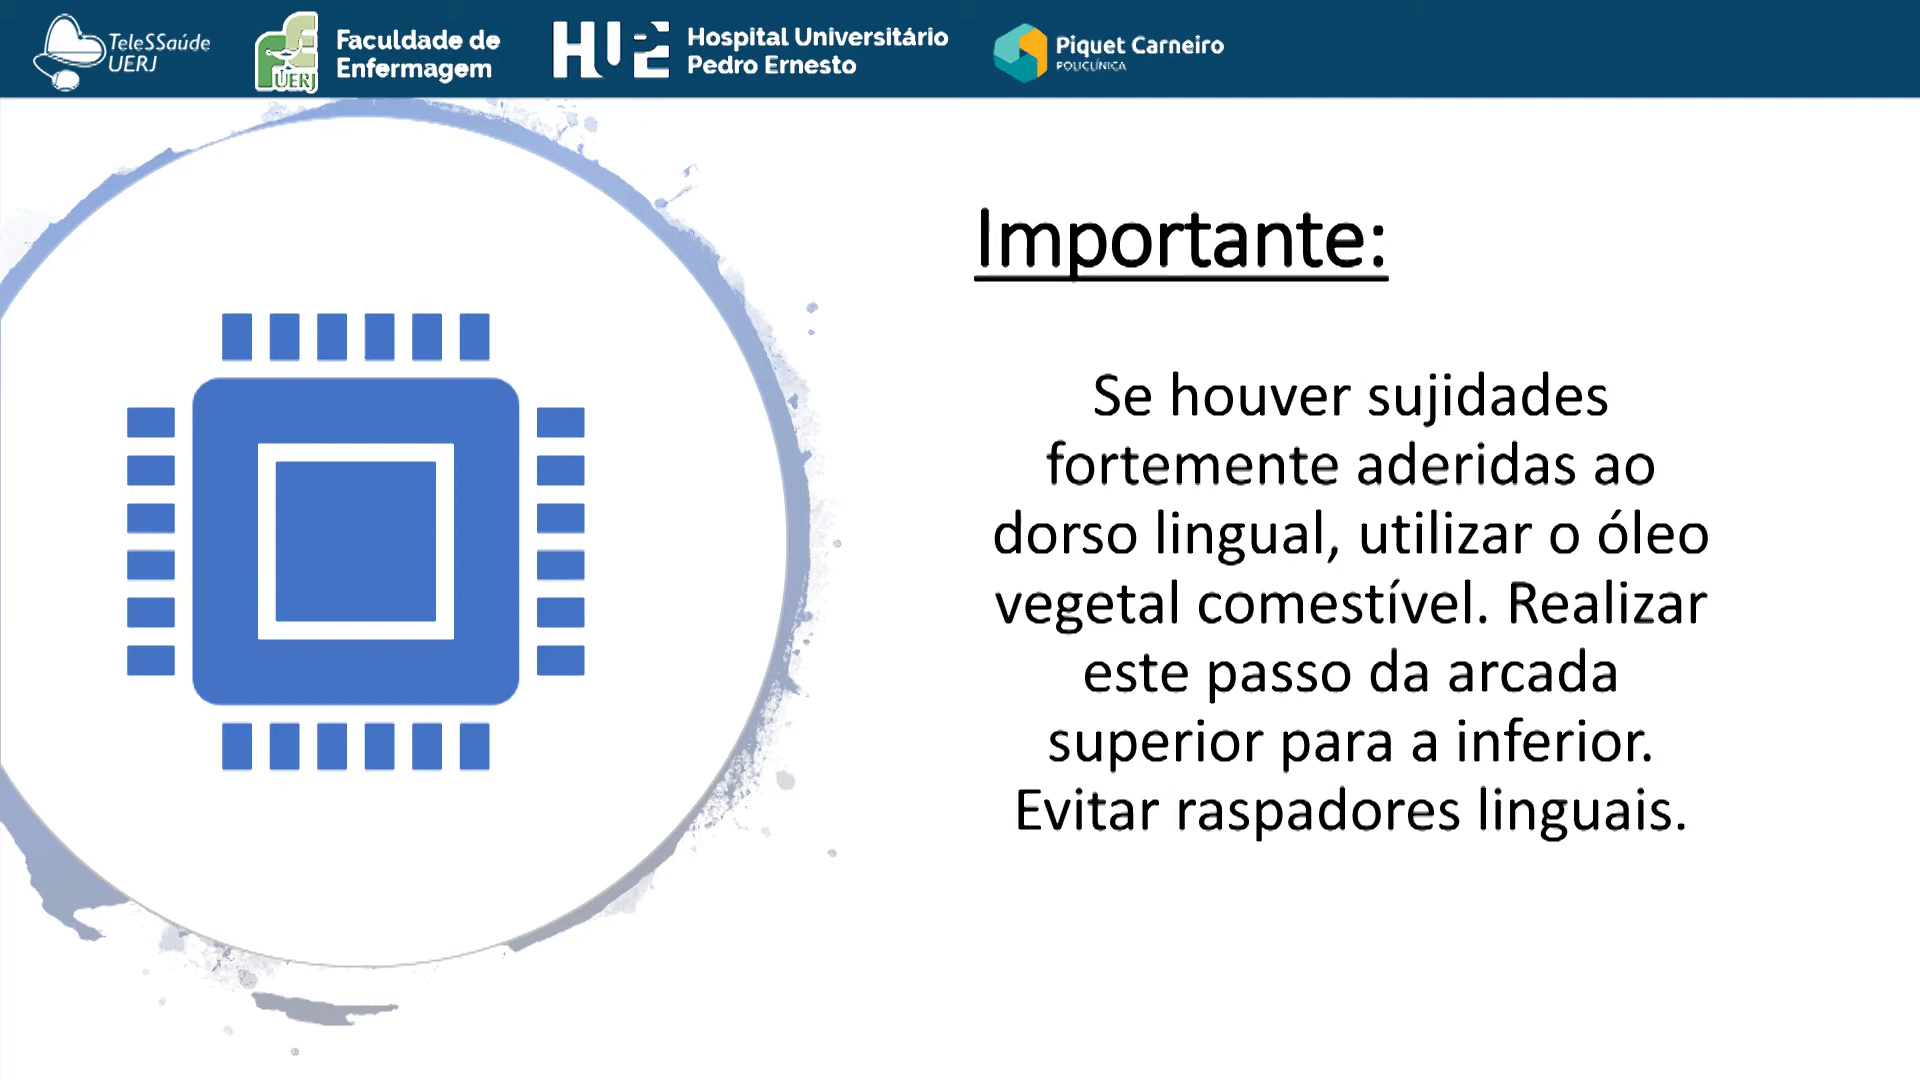 TeleSSaúde
UERJ
UERJ
Faculdade de
Enfermagem
HUPE
Hospital Universitário
Pedro Ernesto
Piquet Carneiro
POLICLÍNICA
Importante:
Se houver sujidades
fortemente aderidas ao
dorso lingual, utilizar o óleo
vegetal comestível. Realizar
este passo da arcada
superior para a inferior.
Evitar raspadores linguais.